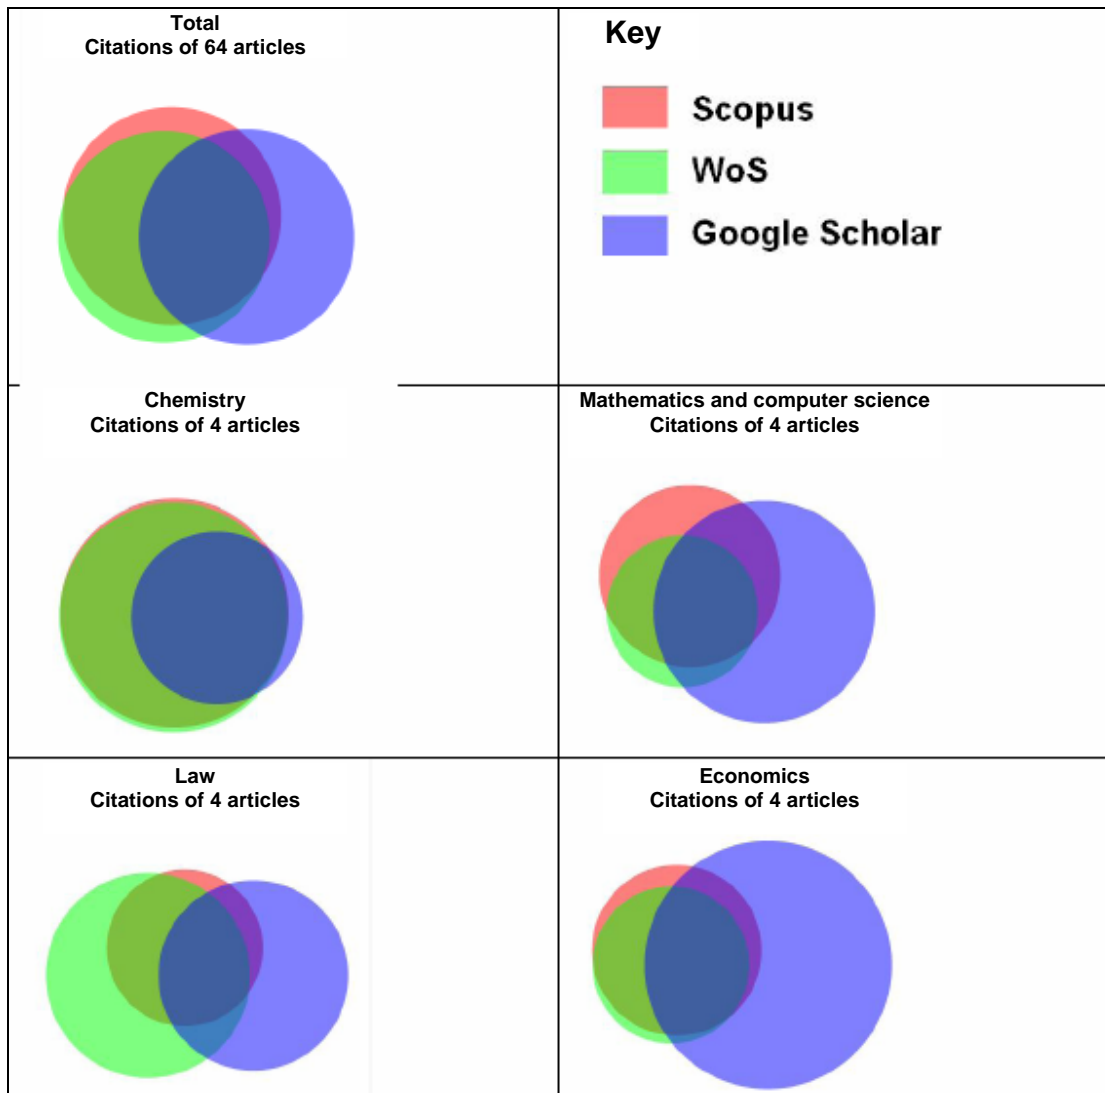 Total
Citations of 64 articles
Key
Scopus
WoS
Google Scholar
Chemistry
Citations of 4 articles
Mathematics and computer science
Citations of 4 articles
Law
Citations of 4 articles
Economics
Citations of 4 articles